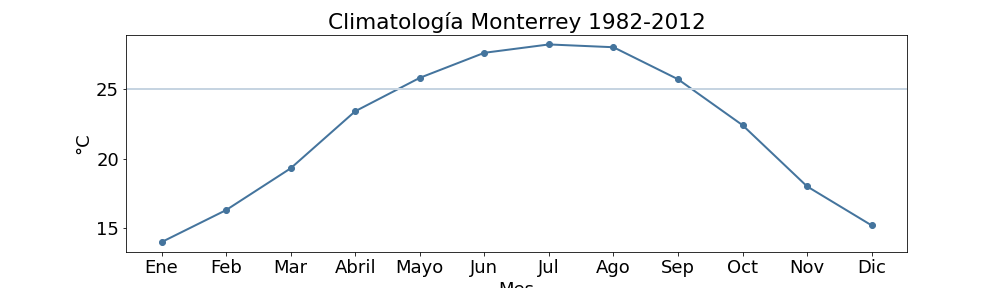 Climatología Monterrey 1982-2012
°C
25
20
15
Ene Feb Mar Abril Mayo Jun Jul Ago Sep Oct Nov Dic
Mes